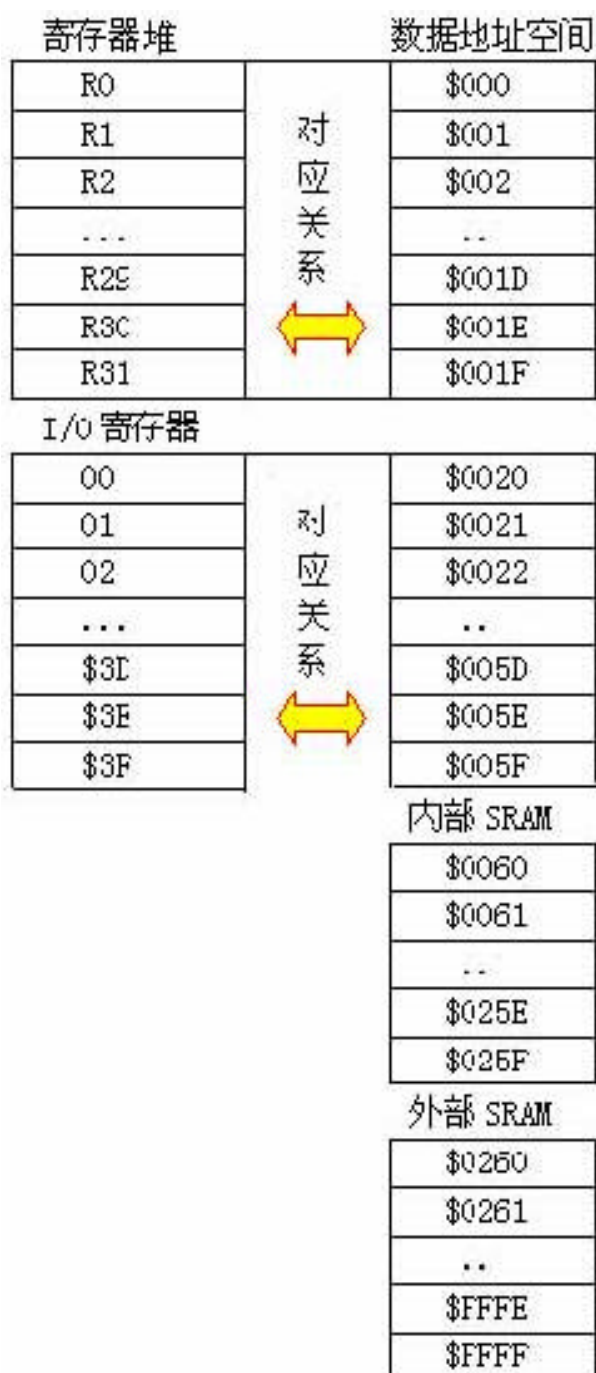 寄存器堆 数据地址空间
R0 $000
R1 $001
R2 $002
... ..
R29 $001D
R30 $001E
R31 $001F
对应关系
I/O 寄存器
00 $0020
01 $0021
02 $0022
... ..
$3D $005D
$3E $005E
$3F $005F
对应关系
内部 SRAM
$0060
$0061
..
$025E
$025F
外部 SRAM
$0260
$0261
..
$FFFE
$FFFF